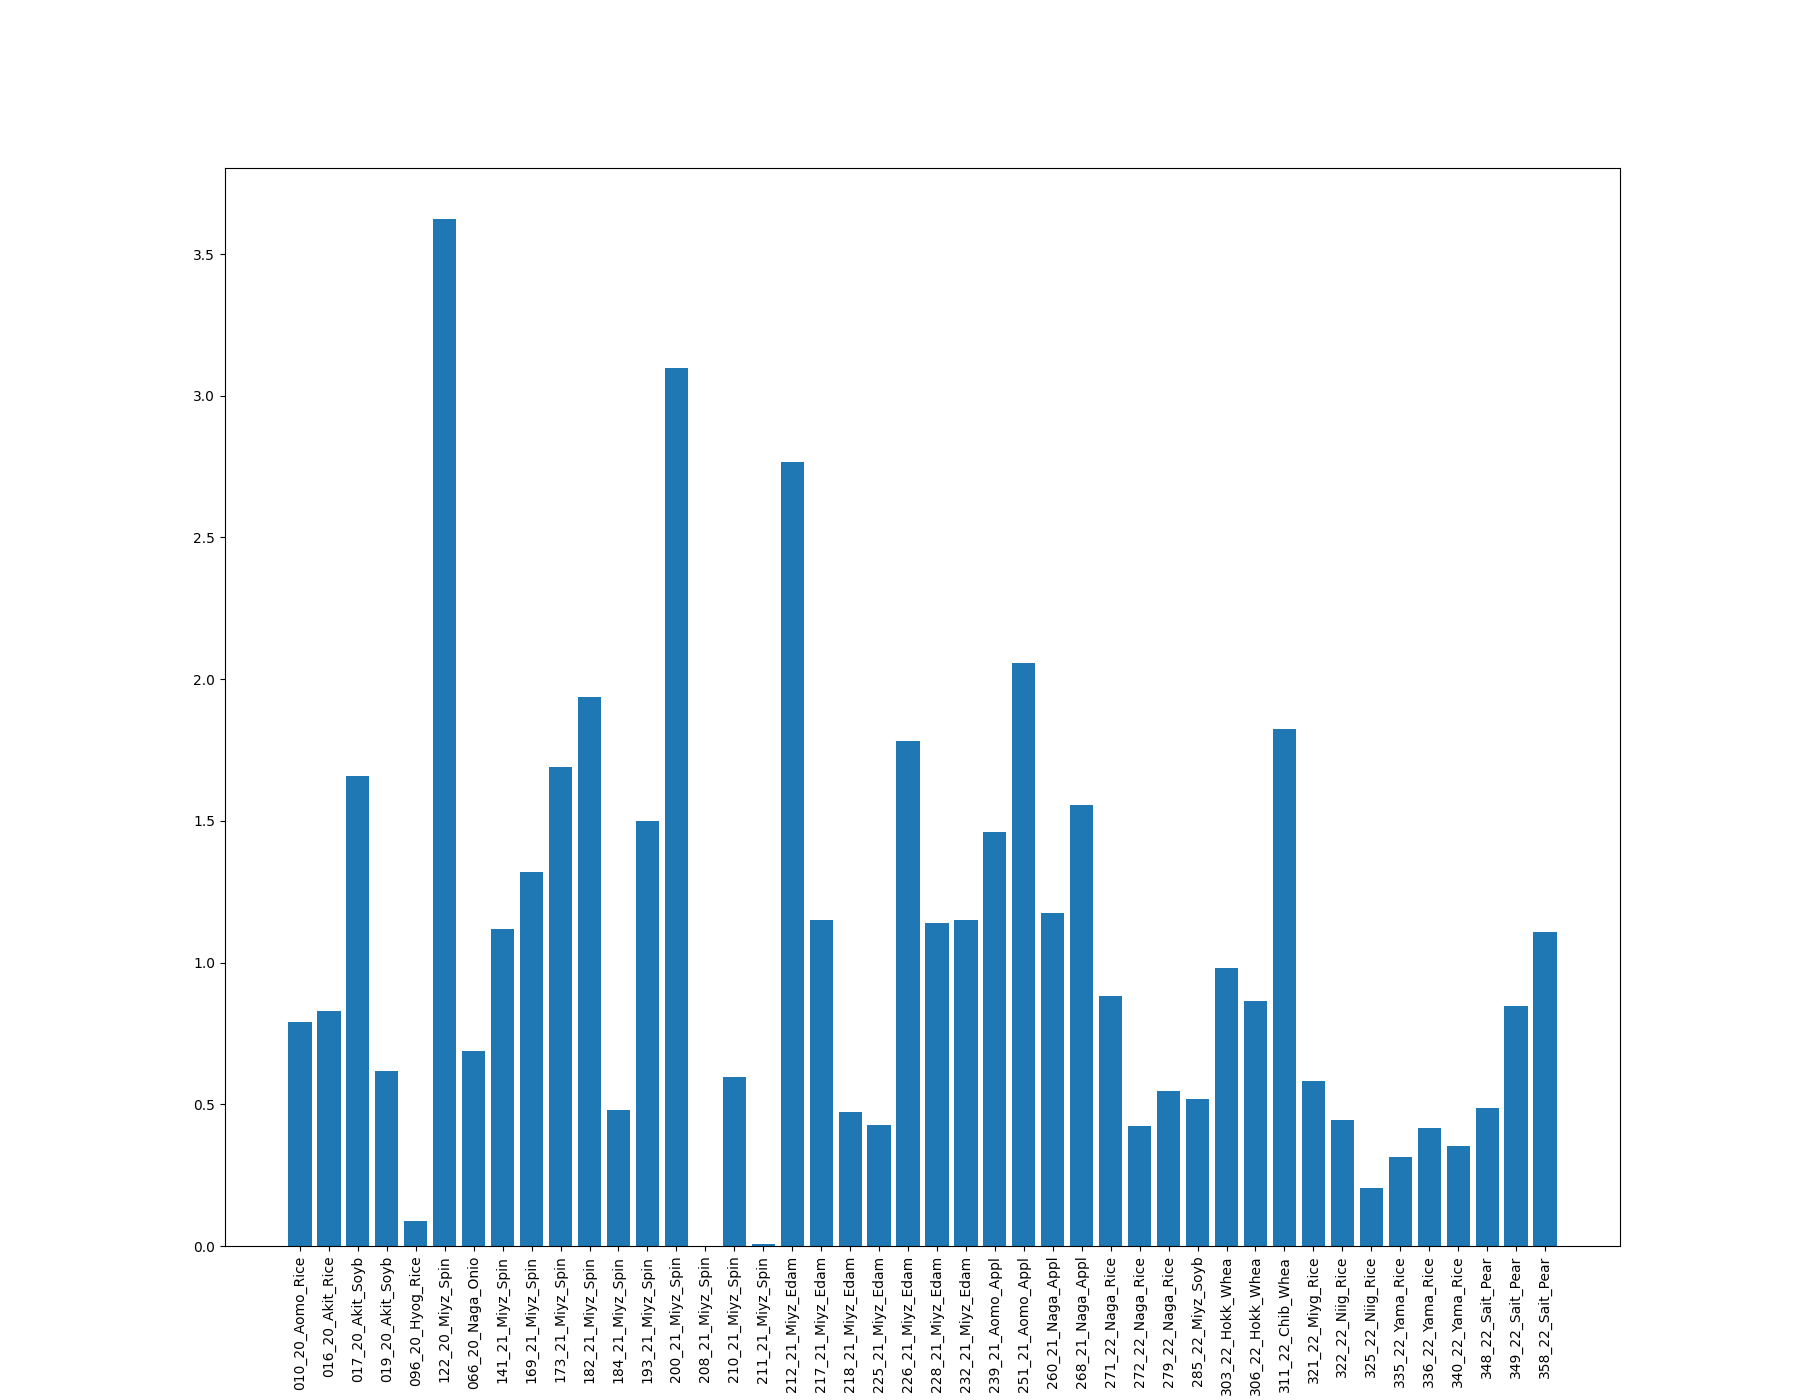 3.5
3.0
2.5
2.0
1.5
1.0
0.5
0.0
010_20_Aomo_Rice
016_20_Akit_Rice
017_20_Akit_Soyb
019_20_Akit_Soyb
096_20_Hyog_Rice
122_20_Miyz_Spin
066_20_Naga_Onio
141_21_Miyz_Spin
169_21_Miyz_Spin
173_21_Miyz_Spin
182_21_Miyz_Spin
184_21_Miyz_Spin
193_21_Miyz_Spin
200_21_Miyz_Spin
208_21_Miyz_Spin
210_21_Miyz_Spin
211_21_Miyz_Spin
212_21_Miyz_Edam
217_21_Miyz_Edam
218_21_Miyz_Edam
225_21_Miyz_Edam
226_21_Miyz_Edam
228_21_Miyz_Edam
232_21_Miyz_Edam
239_21_Aomo_Appl
251_21_Aomo_Appl
260_21_Naga_Appl
268_21_Naga_Appl
271_22_Naga_Rice
272_22_Naga_Rice
279_22_Naga_Rice
285_22_Miyz_Soyb
303_22_Hokk_Whea
306_22_Hokk_Whea
311_22_Chib_Whea
321_22_Miyg_Rice
322_22_Niig_Rice
325_22_Niig_Rice
335_22_Yama_Rice
336_22_Yama_Rice
340_22_Yama_Rice
348_22_Sait_Pear
349_22_Sait_Pear
358_22_Sait_Pear